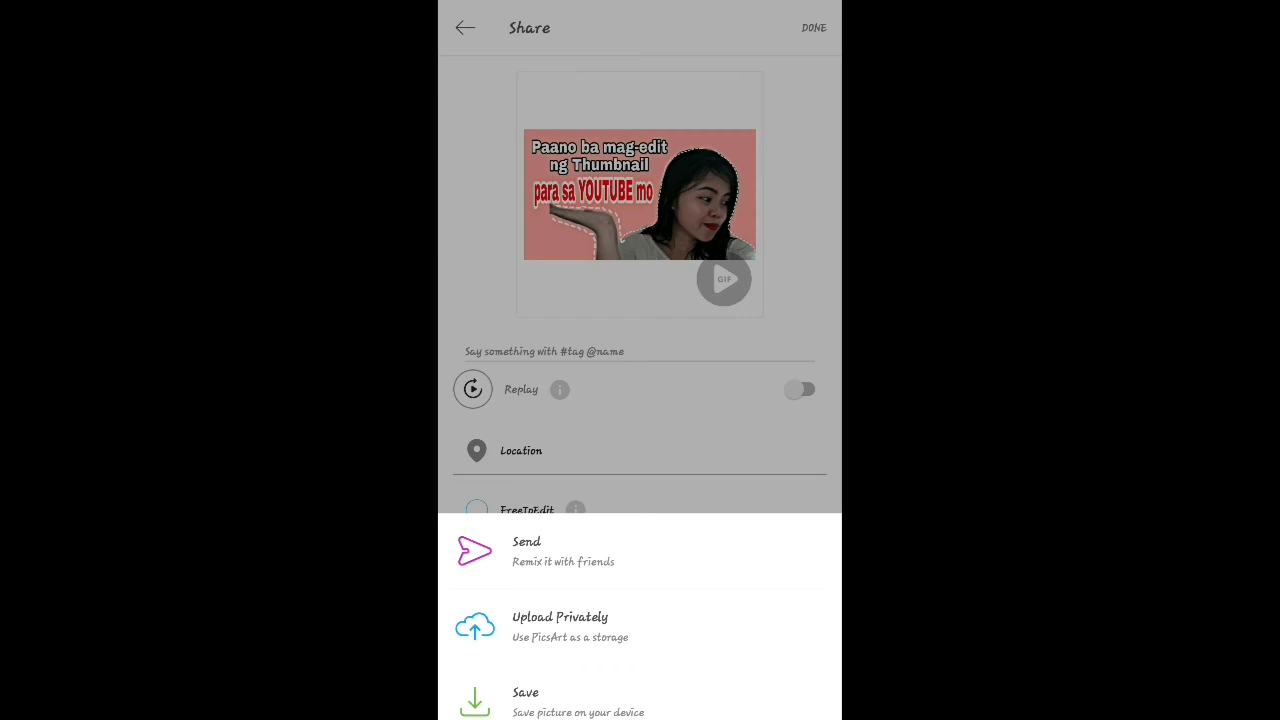 Share
DONE
Paano ba mag-edit
ng Thumbnail
para sa YOUTUBE mo
GIF
Say something with #tag @name
Replay
Location
FreeToEdit
Send
Remix it with friends
Upload Privately
Use PicsArt as a storage
Save
Save picture on your device